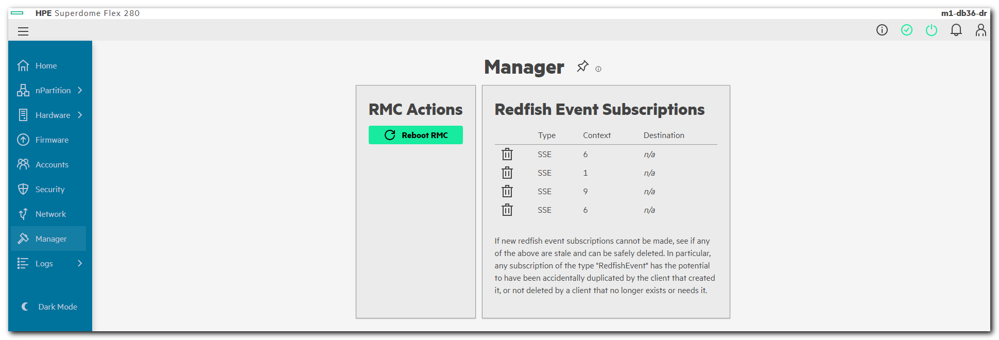 HPE Superdome Flex 280
m1-db36-dr
Home
nPartition
Hardware
Firmware
Accounts
Security
Network
Manager
Logs
Dark Mode
Manager
RMC Actions
Reboot RMC
Redfish Event Subscriptions
Type Context Destination
SSE 6 n/a
SSE 1 n/a
SSE 9 n/a
SSE 6 n/a
If new redfish event subscriptions cannot be made, see if any
of the above are stale and can be safely deleted. In particular,
any subscription of the type "RedfishEvent" has the potential
to have been accidentally duplicated by the client that created
it, or not deleted by a client that no longer exists or needs it.